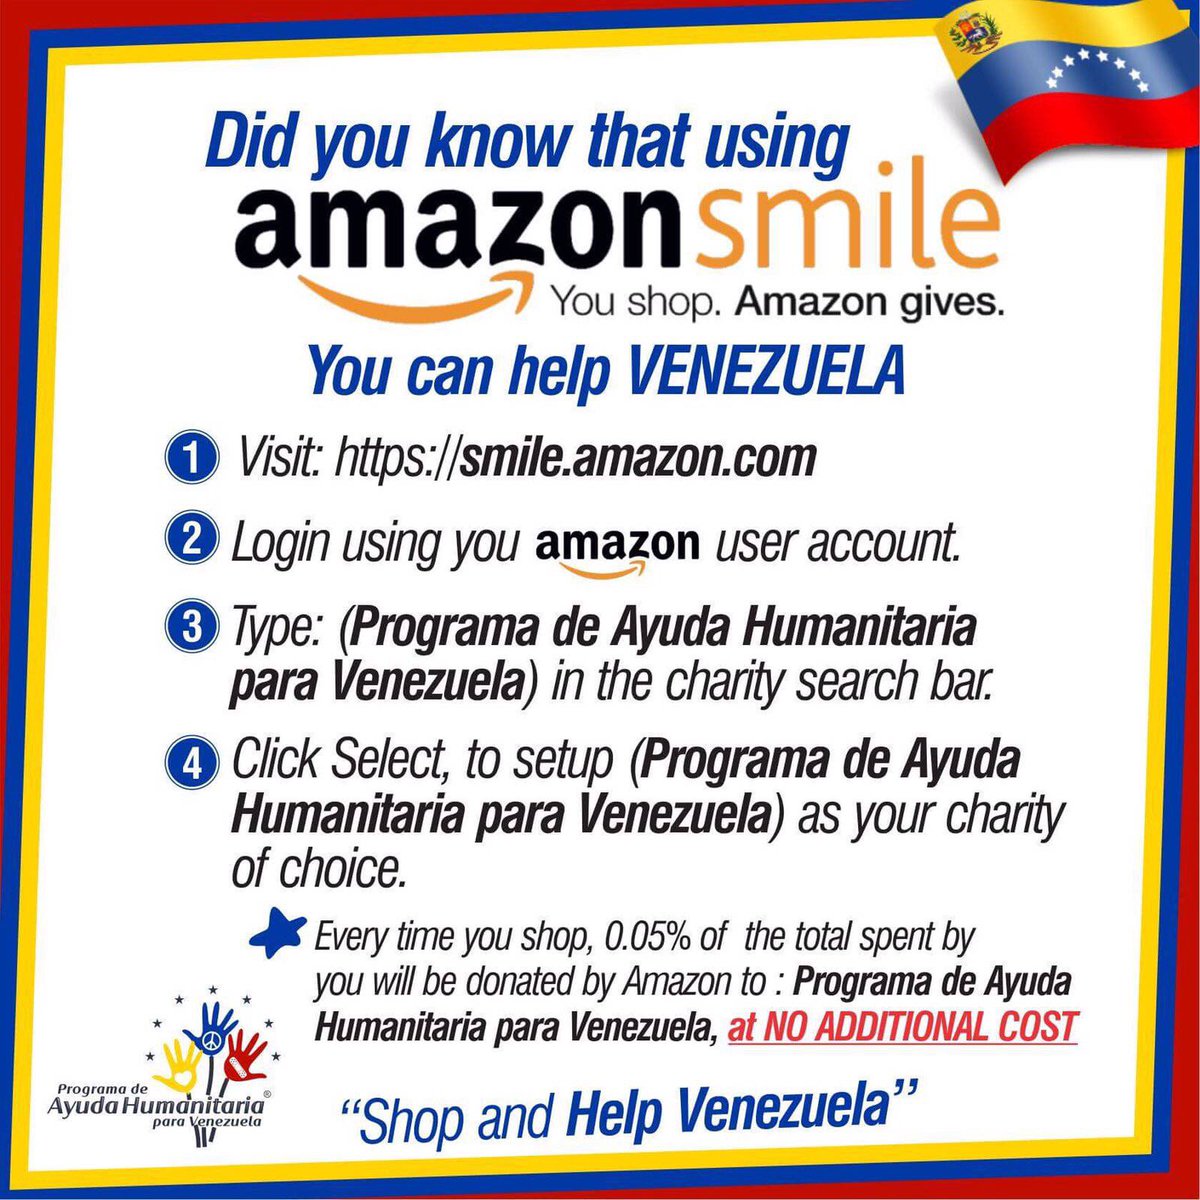 Did you know that using
amazonsmile
You shop. Amazon gives.
You can help VENEZUELA
1 Visit: https://smile.amazon.com
2 Login using you amazon user account.
3 Type: (Programa de Ayuda Humanitaria
para Venezuela) in the charity search bar.
4 Click Select, to setup (Programa de Ayuda
Humanitaria para Venezuela) as your charity
of choice.
Every time you shop, 0.05% of the total spent by
you will be donated by Amazon to : Programa de Ayuda
Humanitaria para Venezuela, at NO ADDITIONAL COST
Programa de
Ayuda Humanitaria®
para Venezuela
“Shop and Help Venezuela”